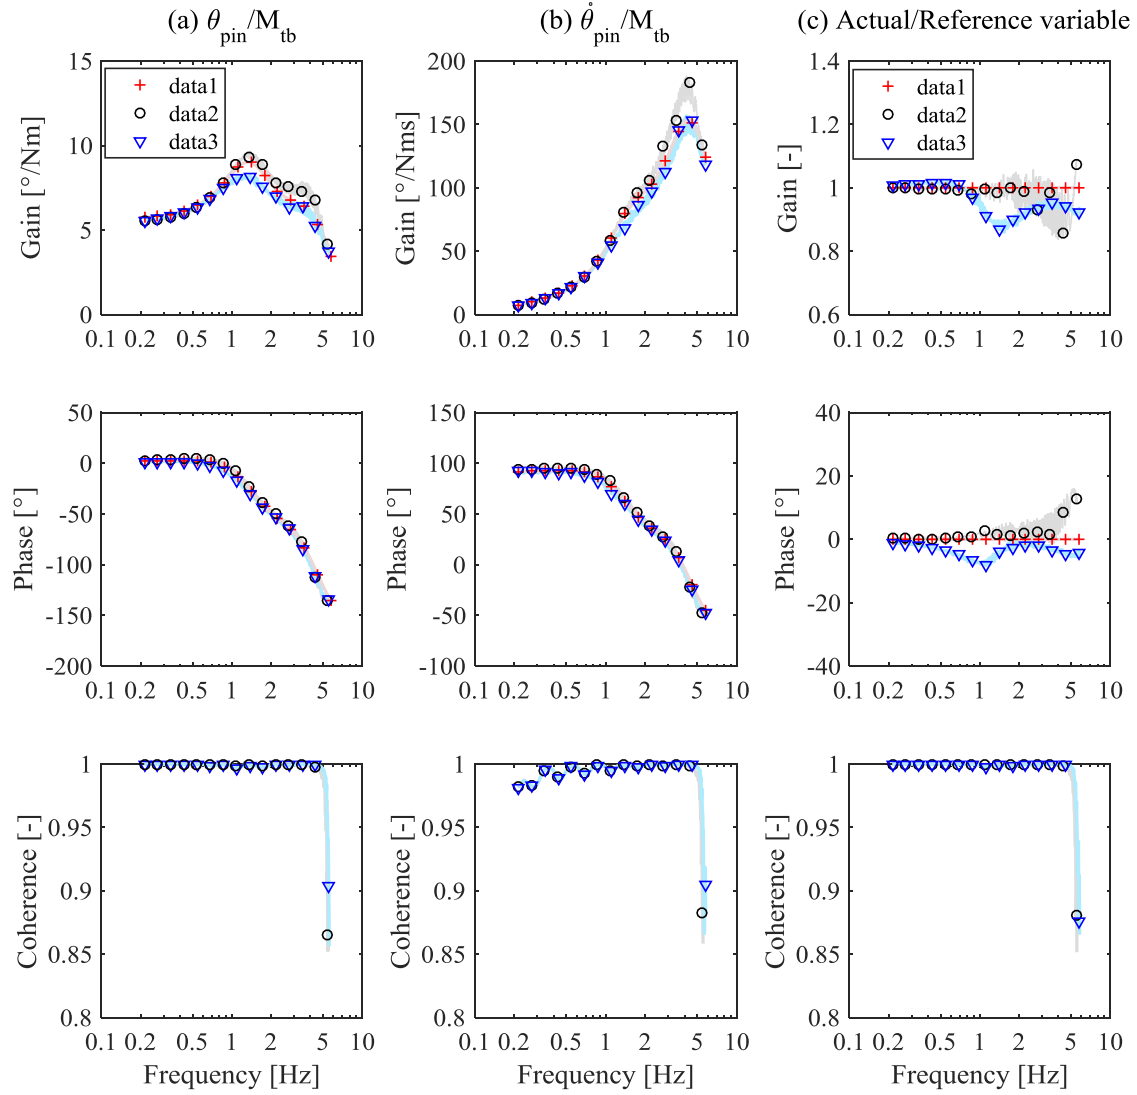 (a) θpin/Mtb
(b) θ̊pin/Mtb
(c) Actual/Reference variable
Gain [°/Nm]
15
10
5
0
data1
data2
data3
0.1 0.2 0.5 1 2 5 10
Gain [°/Nms]
200
150
100
50
0
0.1 0.2 0.5 1 2 5 10
Gain [-]
1.4
1.2
1
0.8
0.6
data1
data2
data3
0.1 0.2 0.5 1 2 5 10
Phase [°]
50
0
-50
-100
-150
-200
0.1 0.2 0.5 1 2 5 10
Phase [°]
150
100
50
0
-50
-100
0.1 0.2 0.5 1 2 5 10
Phase [°]
40
20
0
-20
-40
0.1 0.2 0.5 1 2 5 10
Coherence [-]
1
0.95
0.9
0.85
0.8
0.1 0.2 0.5 1 2 5 10
Frequency [Hz]
Coherence [-]
1
0.95
0.9
0.85
0.8
0.1 0.2 0.5 1 2 5 10
Frequency [Hz]
Coherence [-]
1
0.95
0.9
0.85
0.8
0.1 0.2 0.5 1 2 5 10
Frequency [Hz]